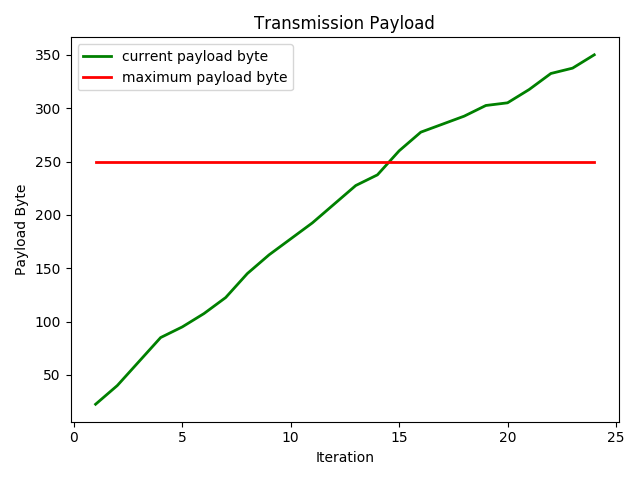 Transmission Payload
current payload byte
maximum payload byte
Payload Byte
350
300
250
200
150
100
50
0 5 10 15 20 25
Iteration